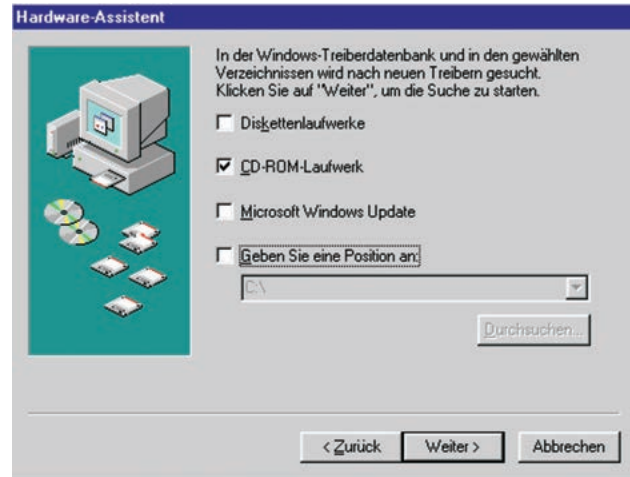 Hardware-Assistent
In der Windows-Treiberdatenbank und in den gewählten
Verzeichnissen wird nach neuen Treibern gesucht.
Klicken Sie auf "Weiter", um die Suche zu starten.
Diskettenlaufwerke
CD-ROM-Laufwerk
Microsoft Windows Update
Geben Sie eine Position an:
C:\
Durchsuchen...
< Zurück
Weiter >
Abbrechen